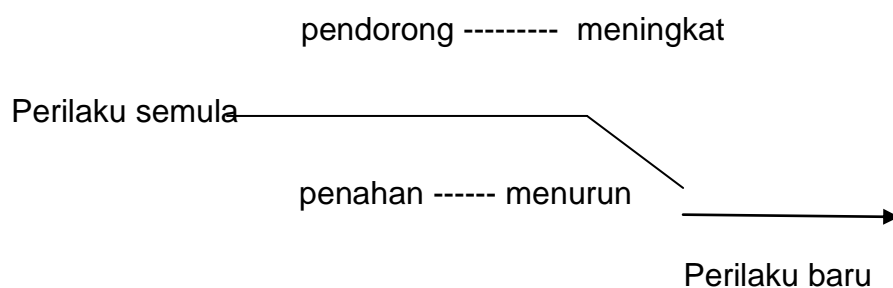 pendorong --------- meningkat
Perilaku semula
penahan ------ menurun
Perilaku baru